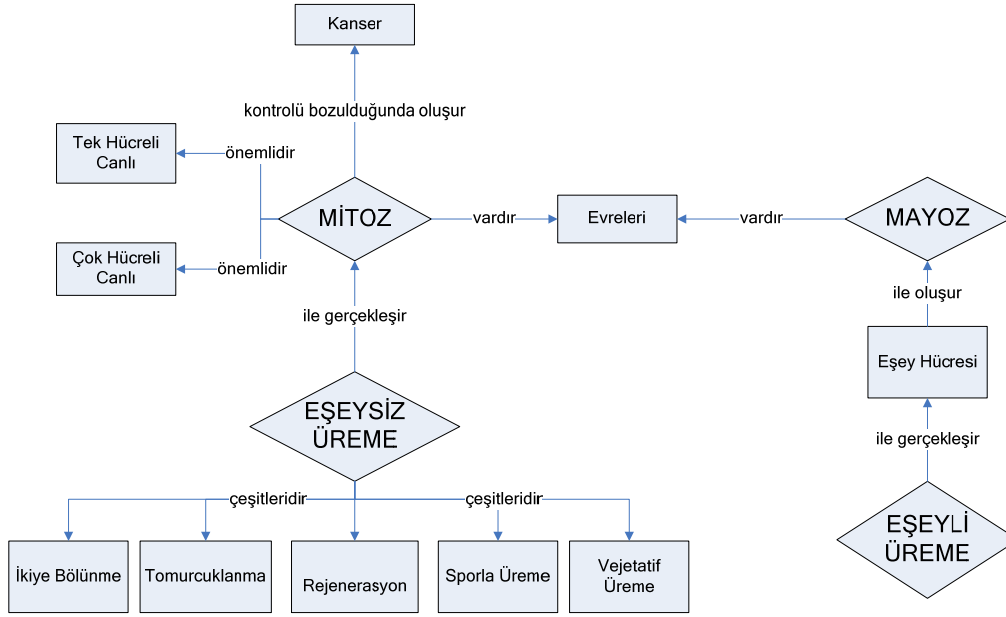 Kanser
kontrolü bozulduğunda oluşur
Tek Hücreli
Canlı
önemlidir
MİTOZ
vardır
Evreleri
vardır
MAYOZ
Çok Hücreli
Canlı
önemlidir
ile oluşur
ile gerçekleşir
Eşey Hücresi
EŞEYSİZ
ÜREME
ile gerçekleşir
çeşitleridir
çeşitleridir
EŞEYLİ
ÜREME
İkiye Bölünme
Tomurcuklanma
Rejenerasyon
Sporla Üreme
Vejetatif
Üreme